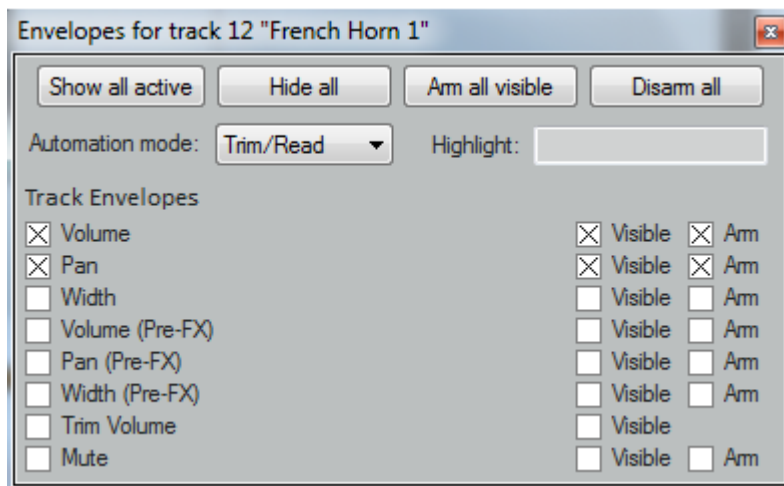 Envelopes for track 12 "French Horn 1"
Show all active Hide all Arm all visible Disarm all
Automation mode: Trim/Read Highlight:
Track Envelopes
Volume Visible Arm
Pan Visible Arm
Width Visible Arm
Volume (Pre-FX) Visible Arm
Pan (Pre-FX) Visible Arm
Width (Pre-FX) Visible Arm
Trim Volume Visible
Mute Visible Arm